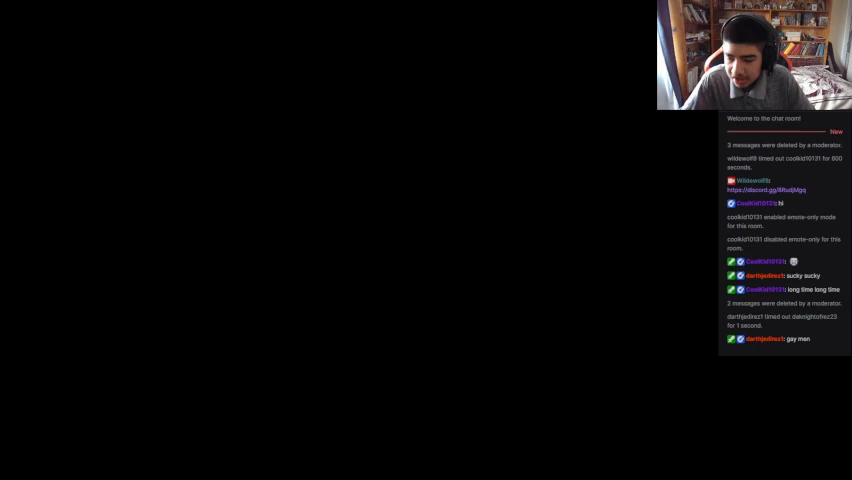 Welcome to the chat room!
New
3 messages were deleted by a moderator.
wildewolf9 timed out coolkid10131 for 600
seconds.
Wildewolf9:
https://discord.gg/8RudjMgq
CoolKid10131: hi
coolkid10131 enabled emote-only mode
for this room.
coolkid10131 disabled emote-only for this
room.
CoolKid10131:
darthjedirez1: sucky sucky
CoolKid10131: long time long time
2 messages were deleted by a moderator.
darthjedirez1 timed out daknightofrez23
for 1 second.
darthjedirez1: gay men